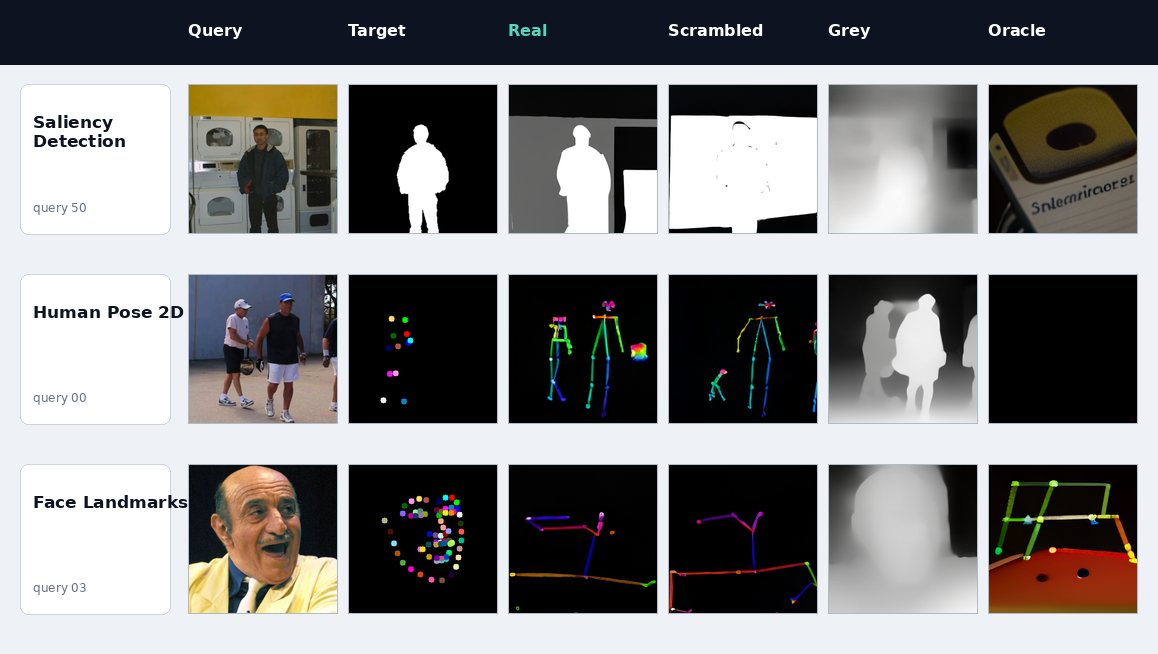 Query Target Real Scrambled Grey Oracle
Saliency
Detection
query 50
Human Pose 2D
query 00
Face Landmarks
query 03